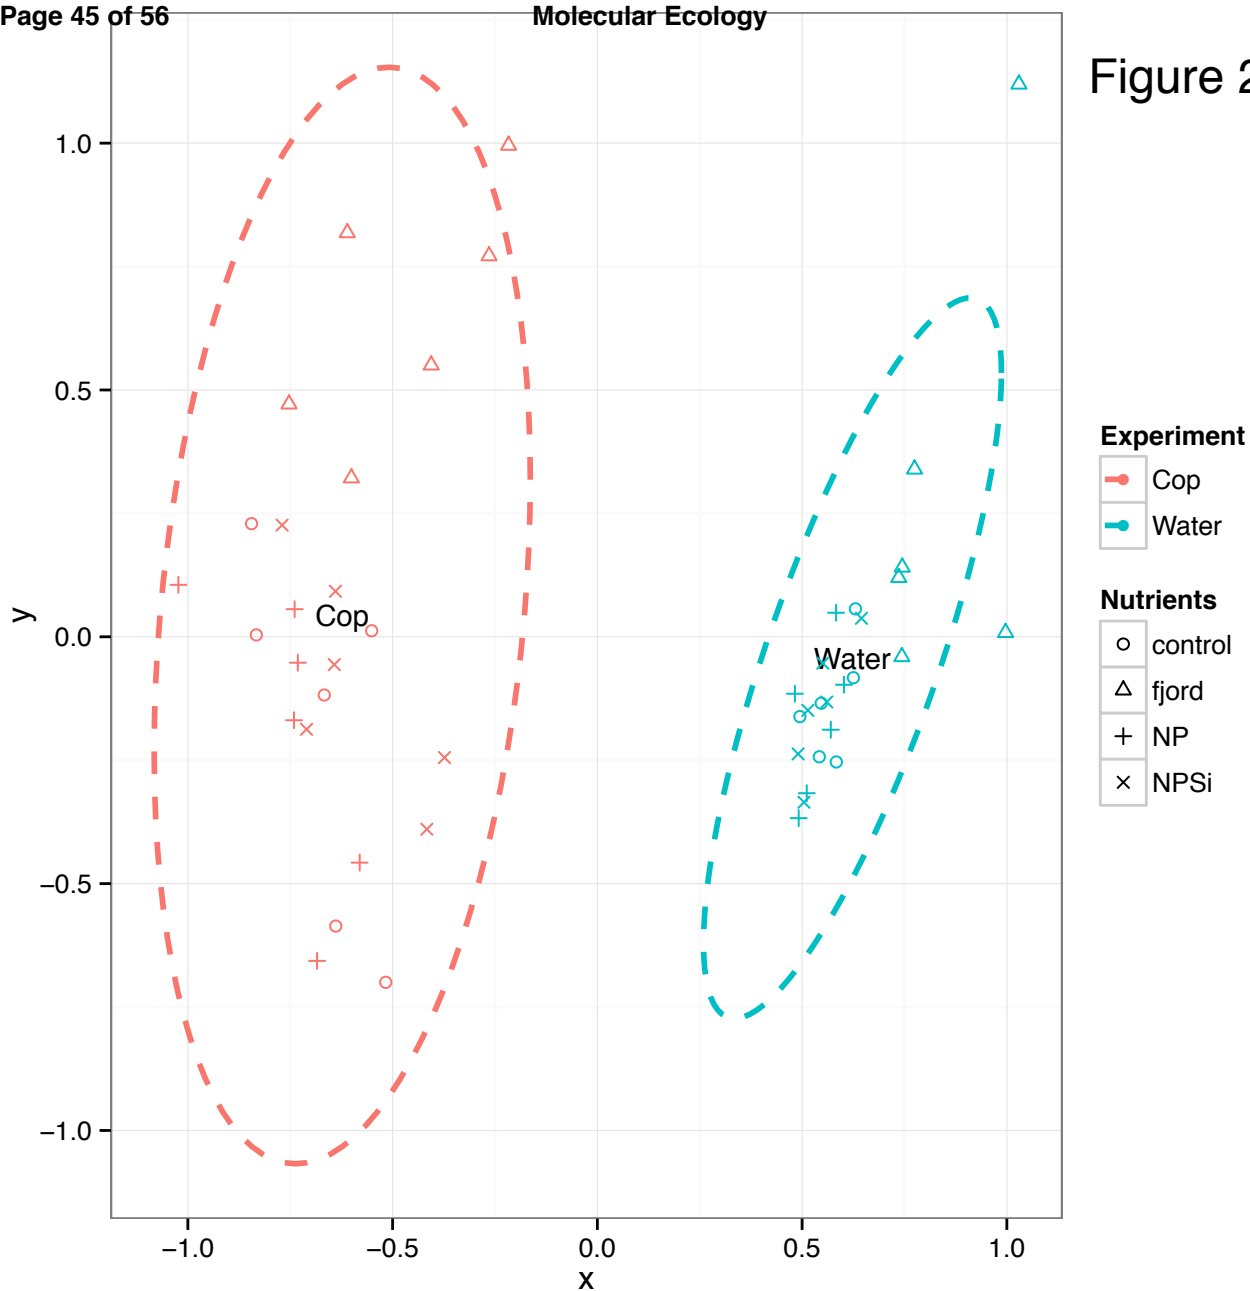 Page 45 of 56
Molecular Ecology
Figure 2
1.0
0.5
0.0
−0.5
−1.0
y
Cop
Water
−1.0
−0.5
0.0
0.5
1.0
x
Experiment
Cop
Water
Nutrients
control
fjord
NP
NPSi